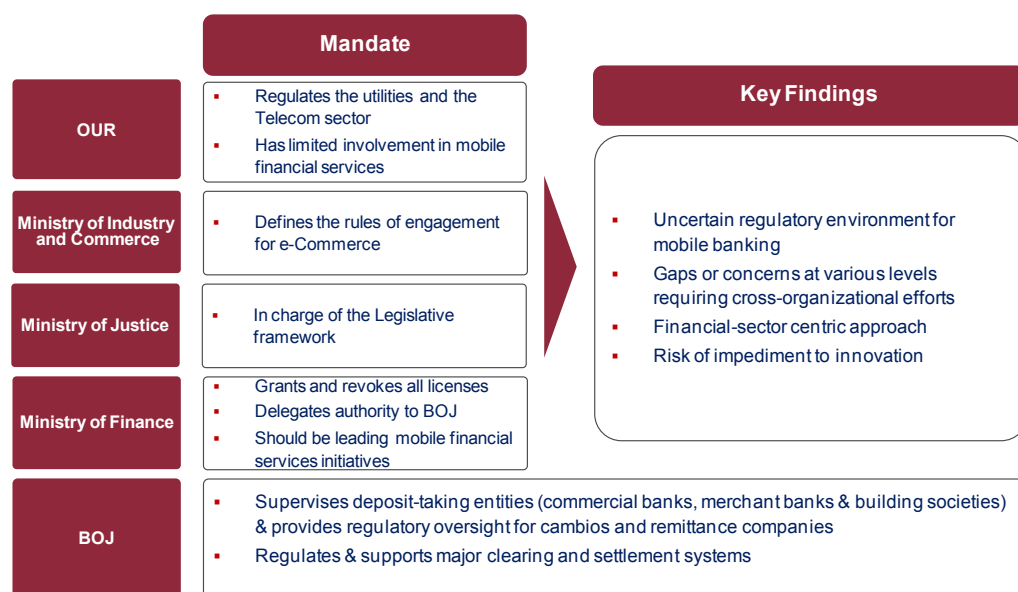 Mandate
Key Findings
OUR
▪ Regulates the utilities and the
Telecom sector
▪ Has limited involvement in mobile
financial services
Ministry of Industry
and Commerce
▪ Defines the rules of engagement
for e-Commerce
Ministry of Justice
▪ In charge of the Legislative
framework
Ministry of Finance
▪ Grants and revokes all licenses
▪ Delegates authority to BOJ
▪ Should be leading mobile financial
services initiatives
▪ Uncertain regulatory environment for
mobile banking
▪ Gaps or concerns at various levels
requiring cross-organizational efforts
▪ Financial-sector centric approach
▪ Risk of impediment to innovation
BOJ
▪ Supervises deposit-taking entities (commercial banks, merchant banks & building societies)
& provides regulatory oversight for cambios and remittance companies
▪ Regulates & supports major clearing and settlement systems